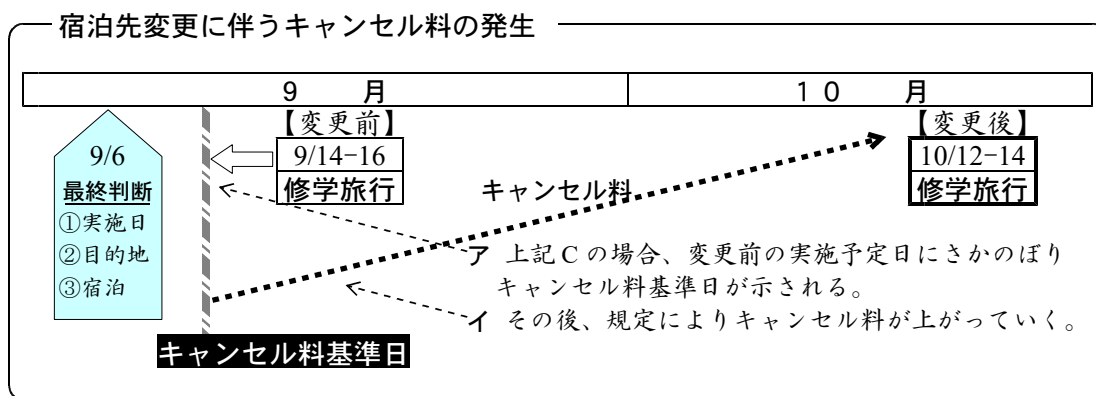 宿泊先変更に伴うキャンセル料の発生
9 月
10 月
9/6
最終判断
①実施日
②目的地
③宿泊
【変更前】
9/14-16
修学旅行
キャンセル料
【変更後】
10/12-14
修学旅行
ア 上記Cの場合、変更前の実施予定日にさかのぼり
キャンセル料基準日が示される。
イ その後、規定によりキャンセル料が上がっていく。
キャンセル料基準日